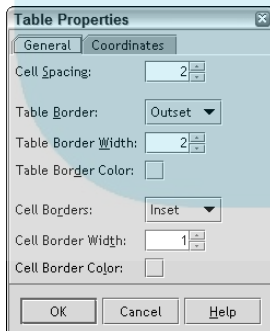 Table Properties
General Coordinates
Cell Spacing: 2
Table Border: Outset
Table Border Width: 2
Table Border Color:
Cell Borders: Inset
Cell Border Width: 1
Cell Border Color:
OK Cancel Help